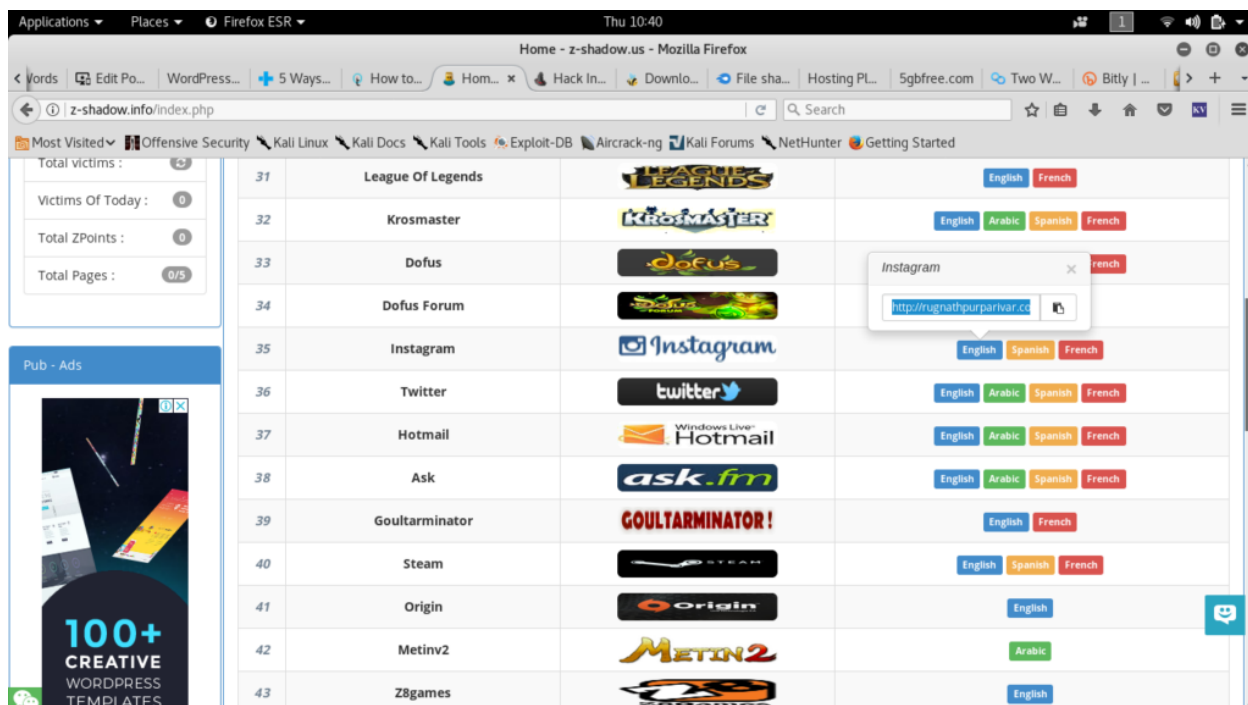 Applications Places Firefox ESR Thu 10:40 1
Home - z-shadow.us - Mozilla Firefox
Edit Po... WordPress... 5 Ways... How to... Hom... × Hack In... Downlo... File sha... Hosting Pl... 5gbfree.com Two W... Bitly | ...
z-shadow.info/index.php Search
Most Visited Offensive Security Kali Linux Kali Docs Kali Tools Exploit-DB Aircrack-ng Kali Forums NetHunter Getting Started
Total victims :
Victims Of Today : 0
Total ZPoints : 0
Total Pages : 0/5
Pub - Ads
100+
CREATIVE
WORDPRESS
TEMPLATES
31 League Of Legends LEAGUE LEGENDS English French
32 Krosmaster KROSMASTER English Arabic Spanish French
33 Dofus DOFUS rench
34 Dofus Forum Dofus FORUM
Instagram ×
http://rugnathpurparivar.co
35 Instagram Instagram English Spanish French
36 Twitter twitter English Arabic Spanish French
37 Hotmail Windows Live Hotmail English Arabic Spanish French
38 Ask ask.fm English Arabic Spanish French
39 Goultarminator GOULTARMINATOR ! English French
40 Steam STEAM English Spanish French
41 Origin Origin English
42 Metinv2 METIN2 Arabic
43 Z8games English